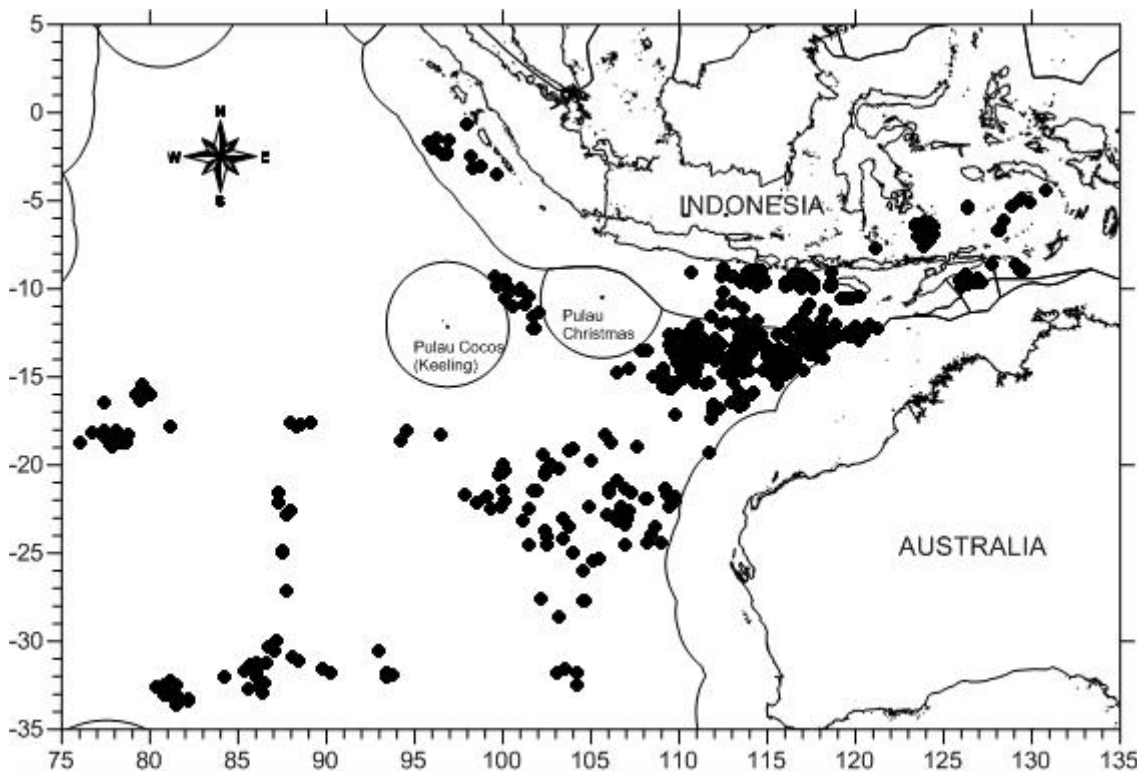 5
0
-5
-10
-15
-20
-25
-30
-35
N
W E
S
INDONESIA
Pulau
Christmas
Pulau Cocos
(Keeling)
AUSTRALIA
75 80 85 90 95 100 105 110 115 120 125 130 135